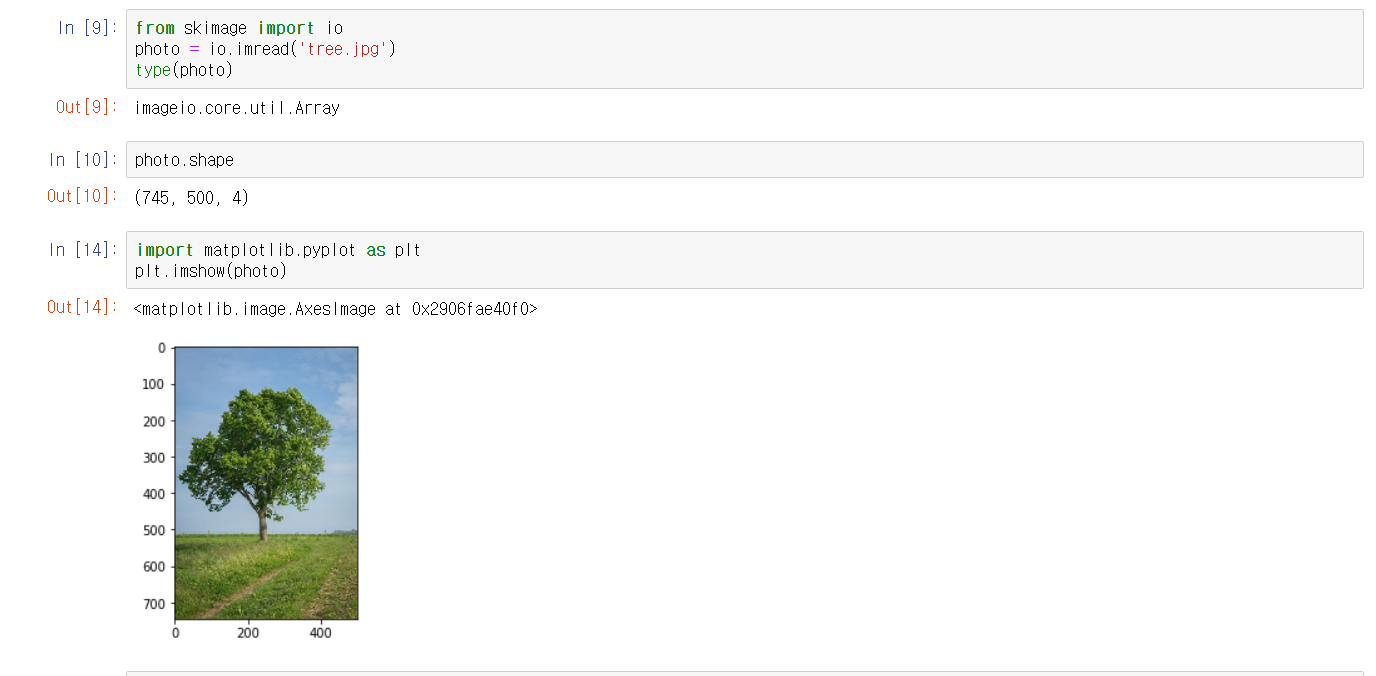 In [9]: from skimage import io
photo = io.imread('tree.jpg')
type(photo)
Out[9]: imageio.core.util.Array
In [10]: photo.shape
Out[10]: (745, 500, 4)
In [14]: import matplotlib.pyplot as plt
plt.imshow(photo)
Out[14]: <matplotlib.image.AxesImage at 0x2906fae40f0>
0
100
200
300
400
500
600
700
0 200 400